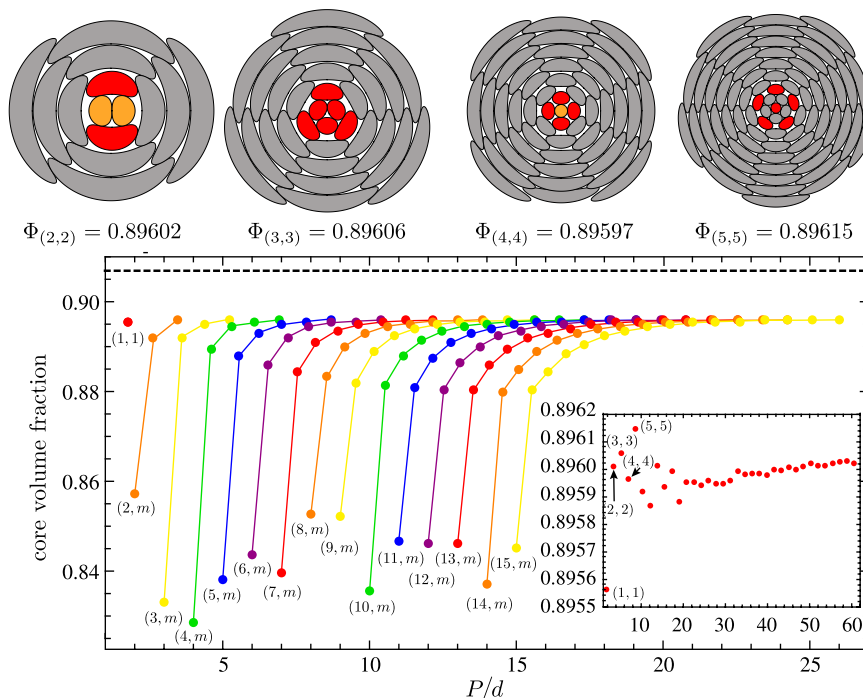 Φ(2,2) = 0.89602
Φ(3,3) = 0.89606
Φ(4,4) = 0.89597
Φ(5,5) = 0.89615
core volume fraction
0.90
0.88
0.86
0.84
(1, 1)
(2, m)
(3, m)
(4, m)
(5, m)
(6, m)
(7, m)
(8, m)
(9, m)
(10, m)
(11, m)
(12, m)
(13, m)
(14, m)
(15, m)
5 10 15 20 25
P/d
0.8962
0.8961
0.8960
0.8959
0.8958
0.8957
0.8956
0.8955
(5, 5)
(3, 3)
(4, 4)
2, 2)
(1, 1)
10 20 30 40 50 60